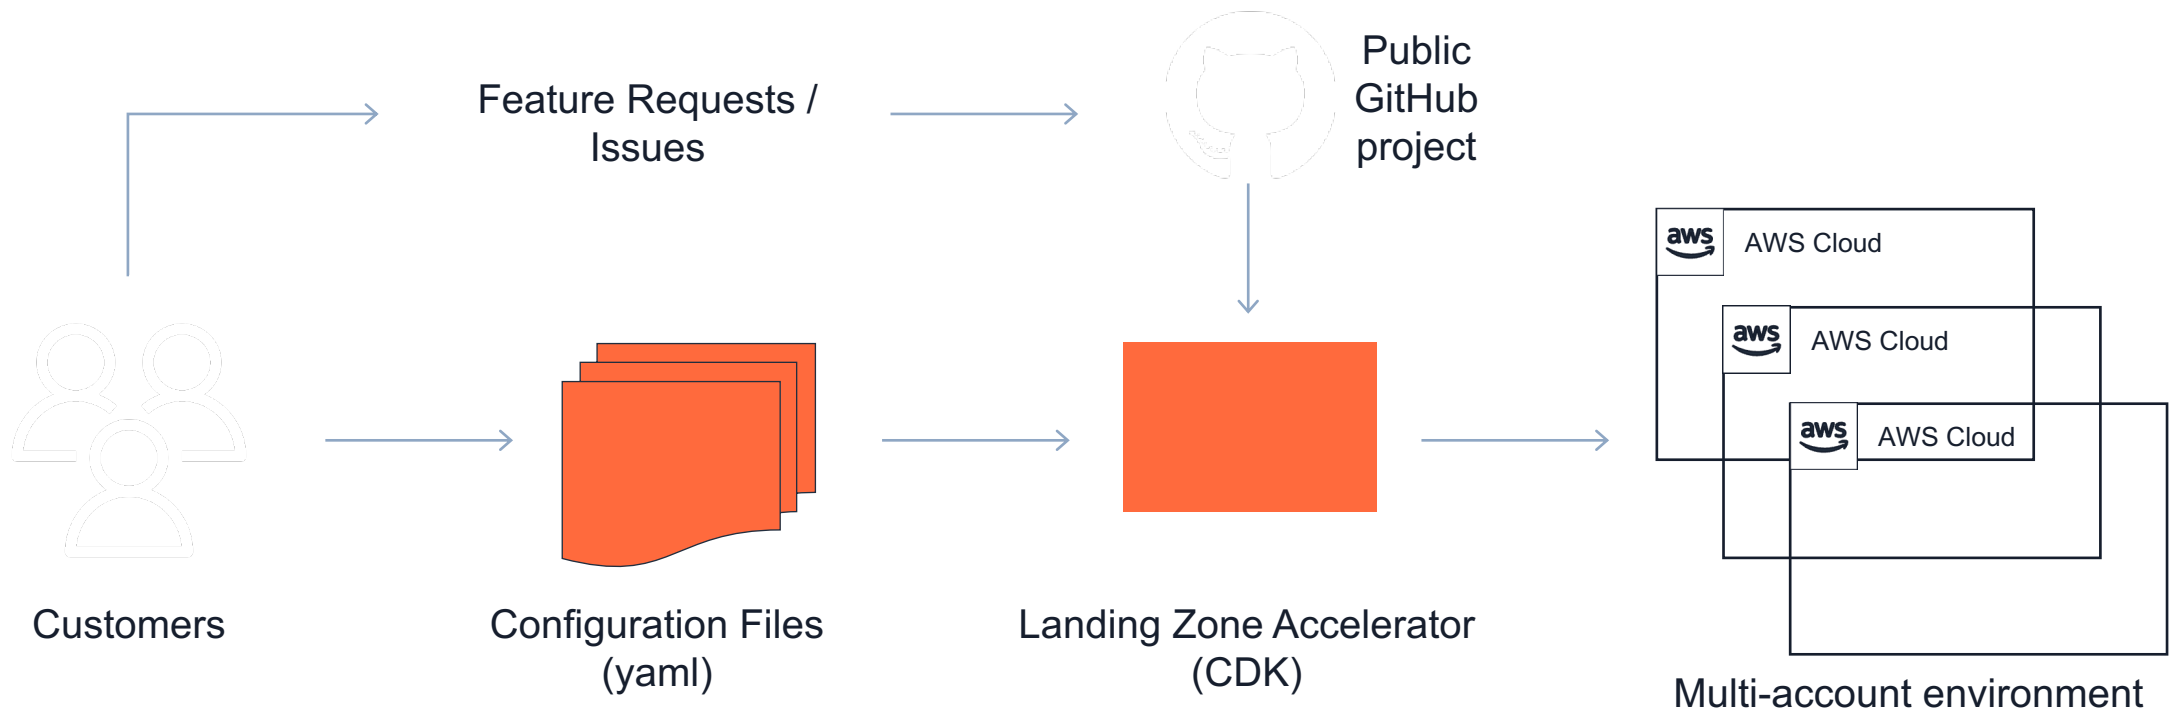 Feature Requests /
Issues
Public
GitHub
project
aws
AWS Cloud
aws
AWS Cloud
aws
AWS Cloud
Customers
Configuration Files
(yaml)
Landing Zone Accelerator
(CDK)
Multi-account environment